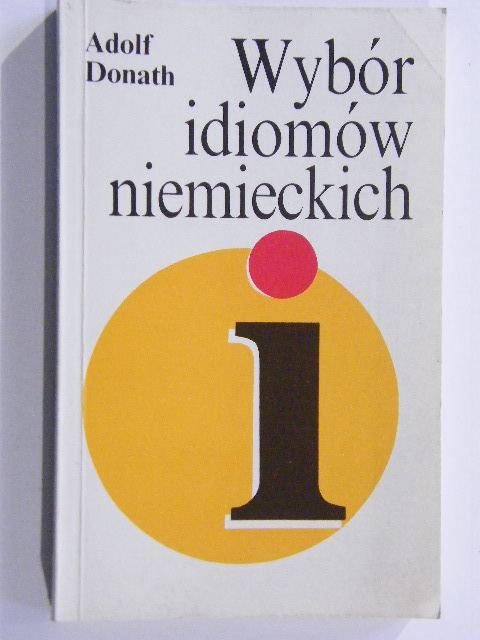 Adolf
Donath
Wybór
idiomów
niemieckich
i